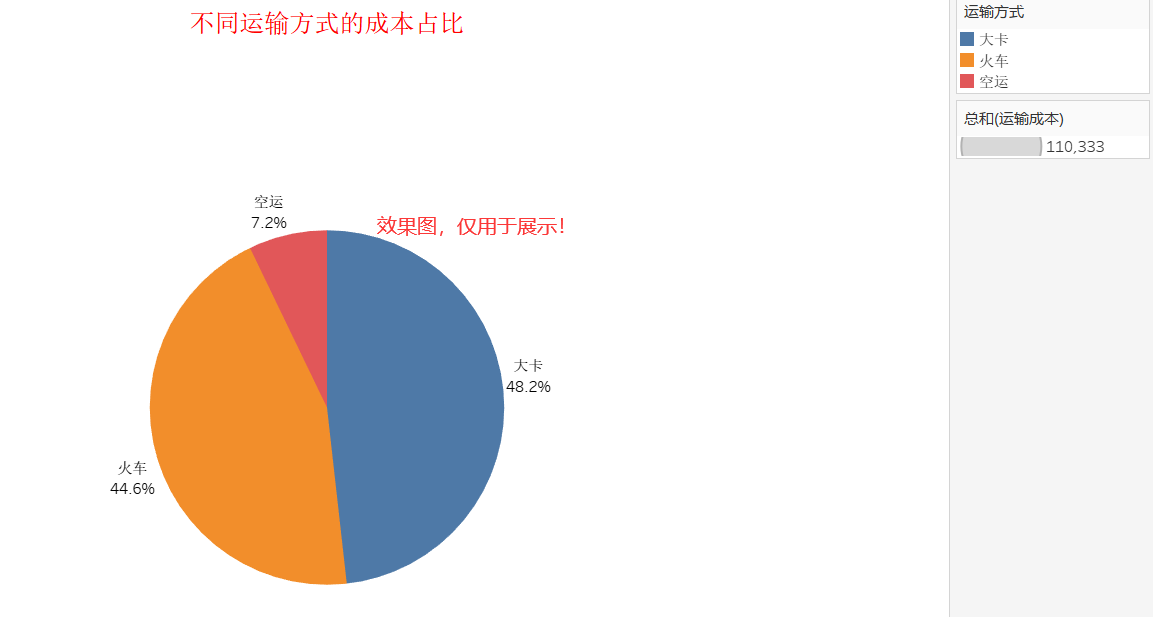 不同运输方式的成本占比
运输方式
大卡
火车
空运
总和(运输成本)
110,333
空运
7.2%
效果图，仅用于展示！
大卡
48.2%
火车
44.6%